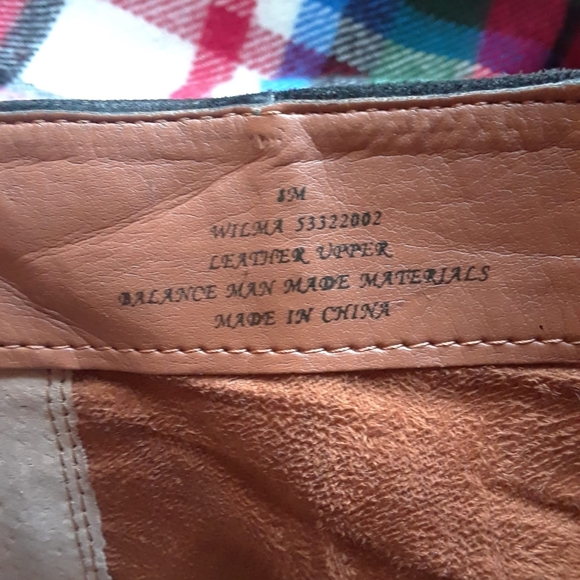 8M
WILMA 53322002
LEATHER UPPER
BALANCE MAN MADE MATERIALS
MADE IN CHINA